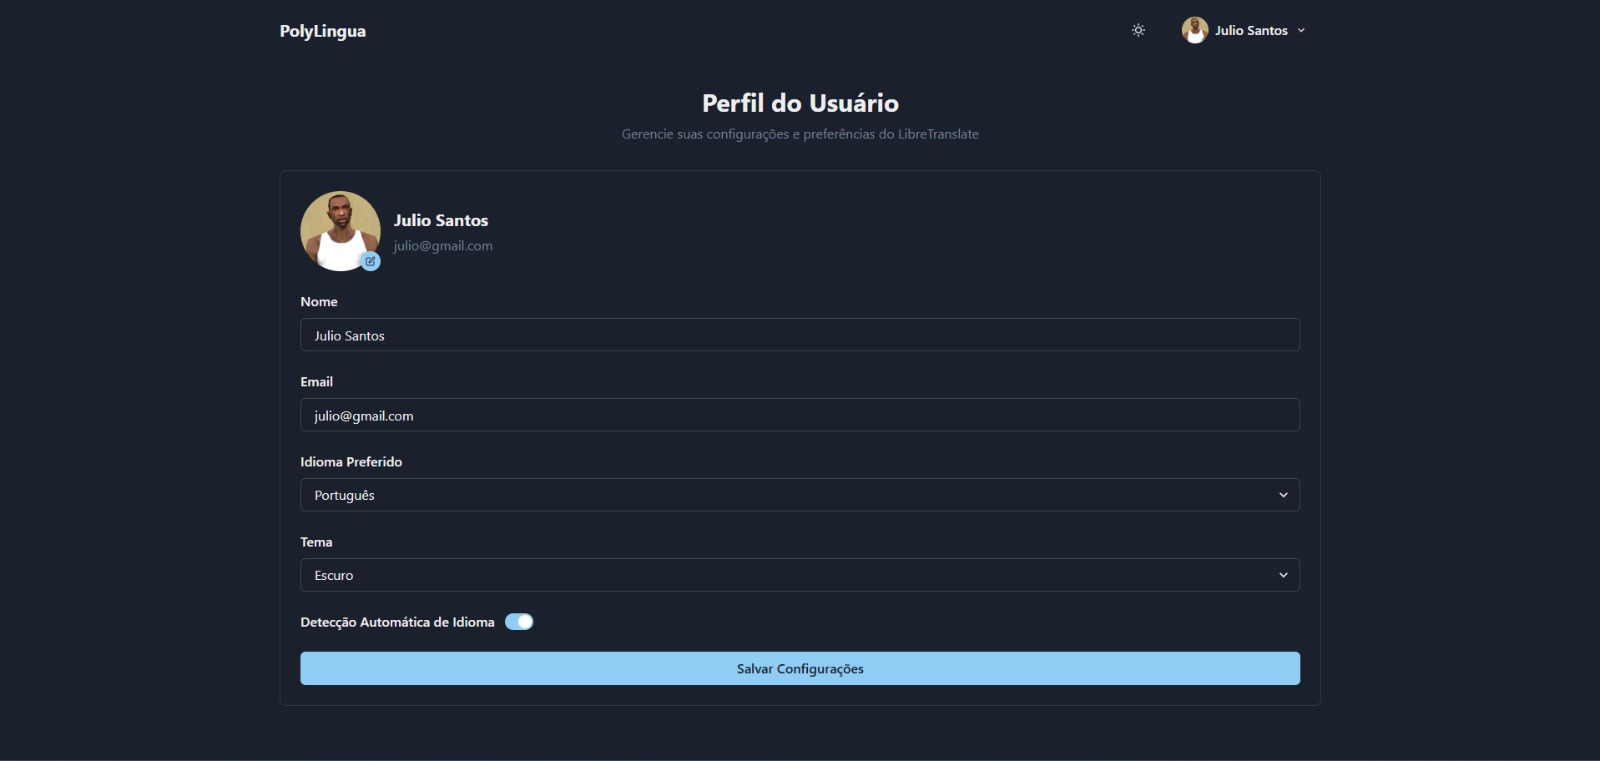 PolyLingua
Julio Santos
Perfil do Usuário
Gerencie suas configurações e preferências do LibreTranslate
Julio Santos
julio@gmail.com
Nome
Julio Santos
Email
julio@gmail.com
Idioma Preferido
Português
Tema
Escuro
Detecção Automática de Idioma
Salvar Configurações